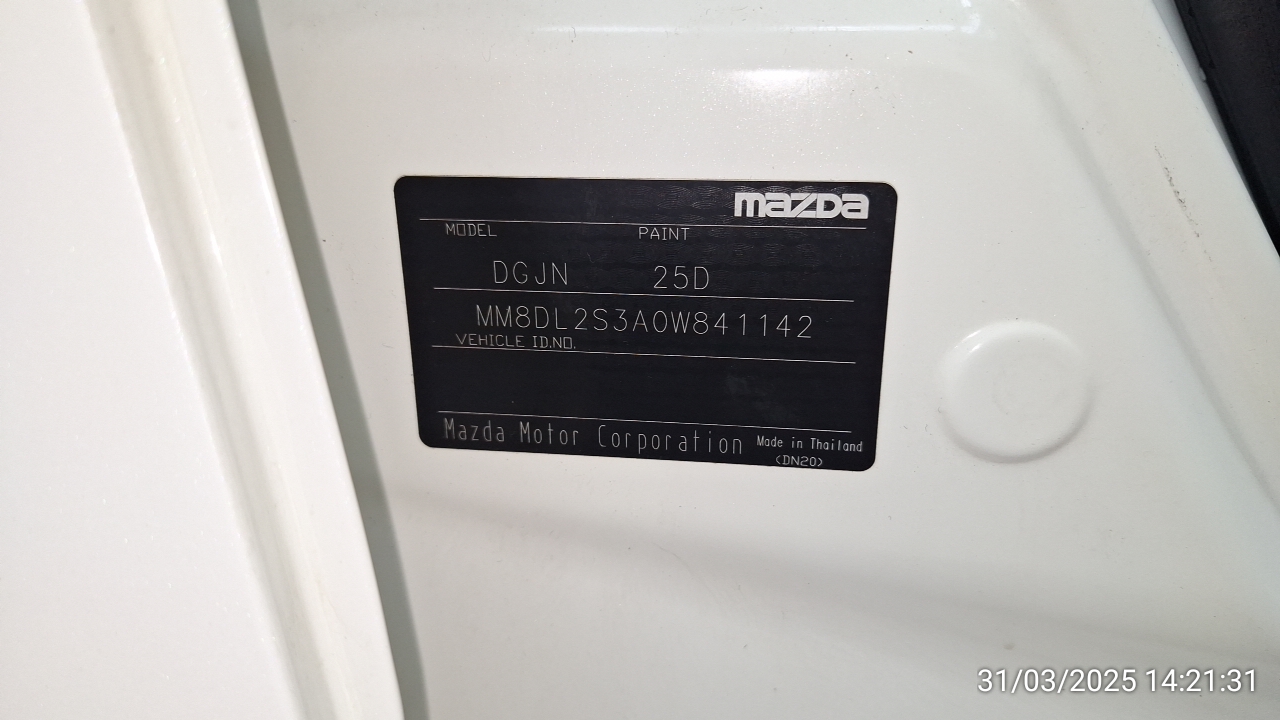 mazda
MODEL PAINT
DGJN 25D
MM8DL2S3A0W841142
VEHICLE ID.NO.
Mazda Motor Corporation Made in Thailand
(DN20)
31/03/2025 14:21:31